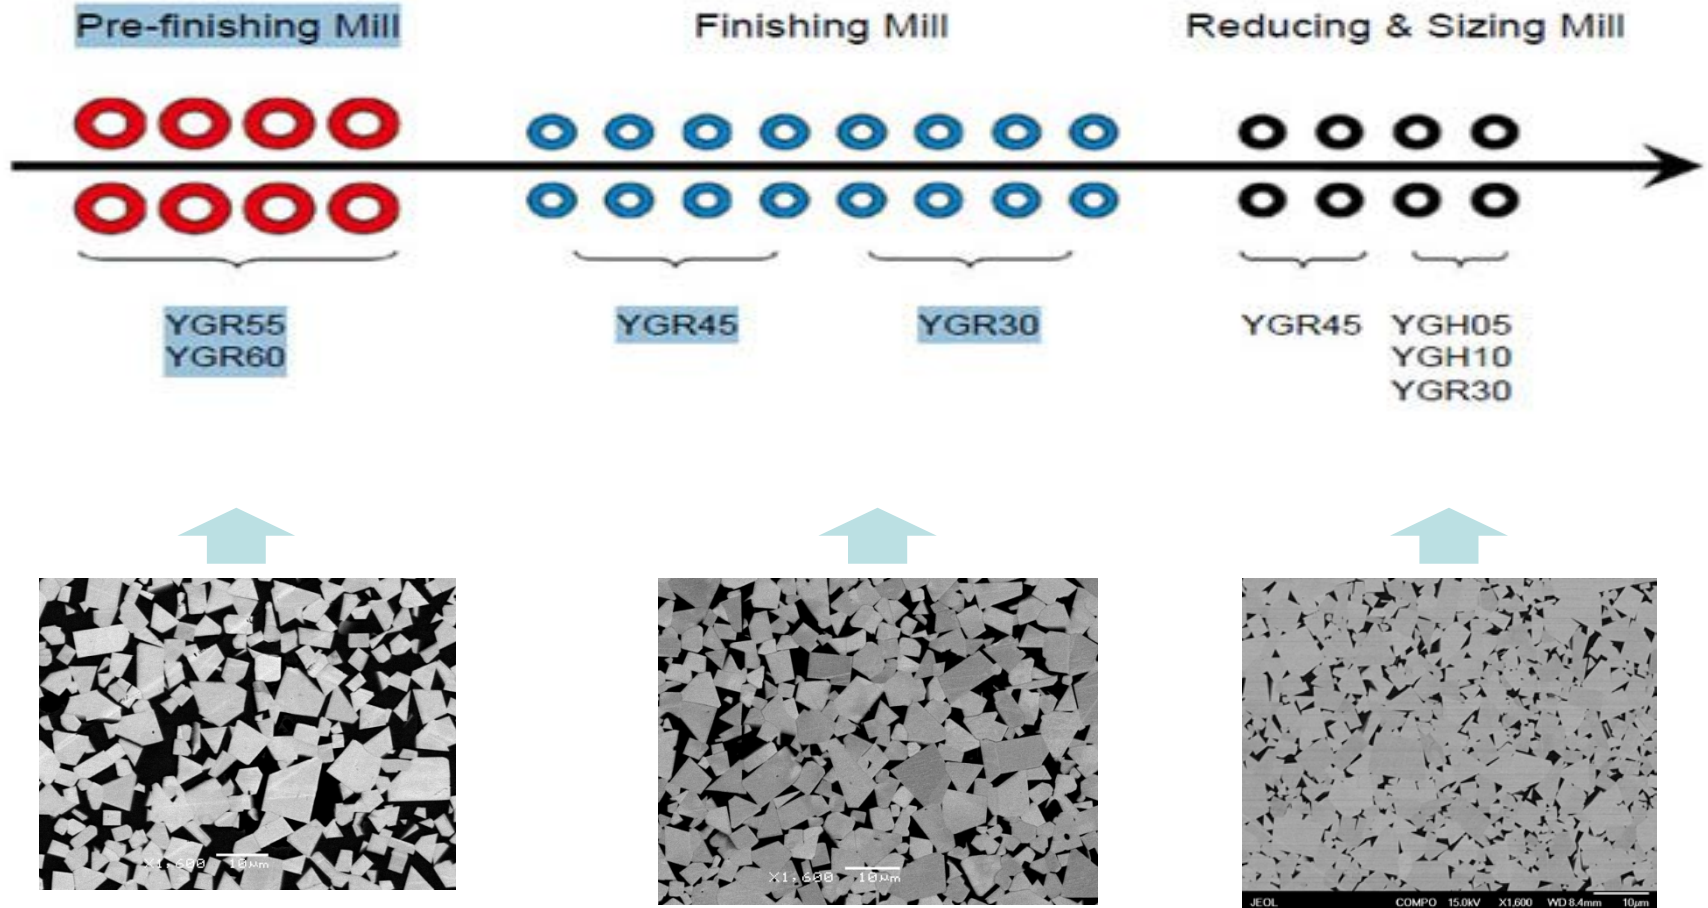 Pre-finishing Mill
Finishing Mill
Reducing & Sizing Mill
YGR55
YGR60
YGR45
YGR30
YGR45
YGH05
YGH10
YGR30
X1,600 10μm
X1,600 10μm
JEOL COMPO 15.0kV X1,600 WD 8.4mm 10μm